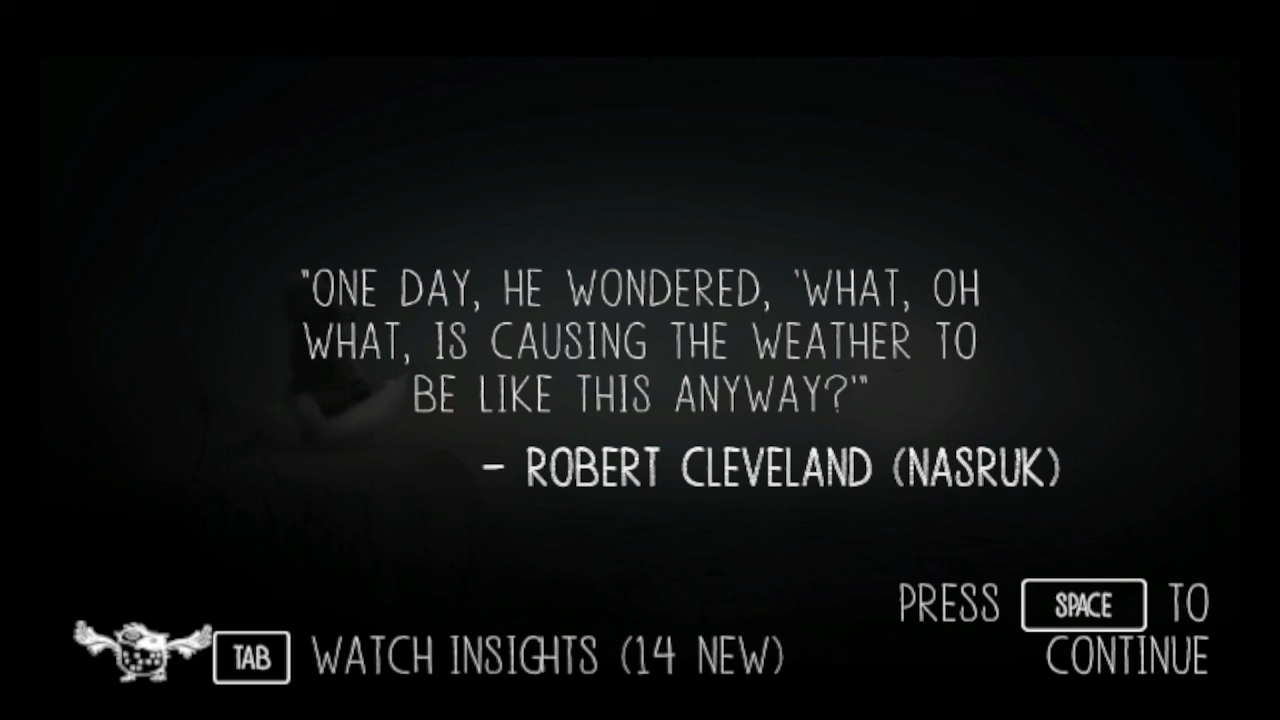 "ONE DAY, HE WONDERED, 'WHAT, OH
WHAT, IS CAUSING THE WEATHER TO
BE LIKE THIS ANYWAY?'"
- ROBERT CLEVELAND (NASRUK)
PRESS SPACE TO
CONTINUE
TAB WATCH INSIGHTS (14 NEW)